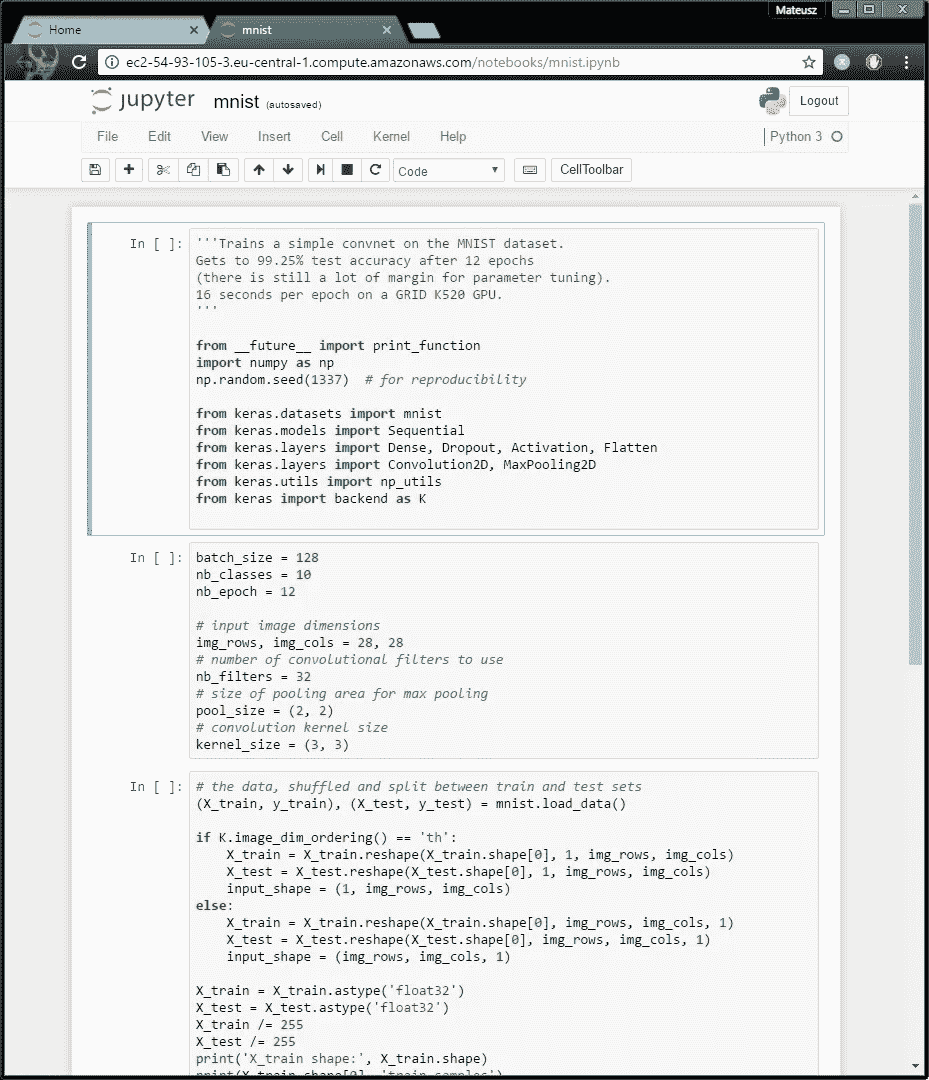 Mateusz
Home
mnist
ec2-54-93-105-3.eu-central-1.compute.amazonaws.com/notebooks/mnist.ipynb
jupyter mnist (autosaved)
Logout
File Edit View Insert Cell Kernel Help
Python 3
Code
CellToolbar
In [ ]:
'''Trains a simple convnet on the MNIST dataset.
Gets to 99.25% test accuracy after 12 epochs
(there is still a lot of margin for parameter tuning).
16 seconds per epoch on a GRID K520 GPU.
'''
from __future__ import print_function
import numpy as np
np.random.seed(1337)  # for reproducibility
from keras.datasets import mnist
from keras.models import Sequential
from keras.layers import Dense, Dropout, Activation, Flatten
from keras.layers import Convolution2D, MaxPooling2D
from keras.utils import np_utils
from keras import backend as K
In [ ]:
batch_size = 128
nb_classes = 10
nb_epoch = 12
# input image dimensions
img_rows, img_cols = 28, 28
# number of convolutional filters to use
nb_filters = 32
# size of pooling area for max pooling
pool_size = (2, 2)
# convolution kernel size
kernel_size = (3, 3)
In [ ]:
# the data, shuffled and split between train and test sets
(X_train, y_train), (X_test, y_test) = mnist.load_data()
if K.image_dim_ordering() == 'th':
    X_train = X_train.reshape(X_train.shape[0], 1, img_rows, img_cols)
    X_test = X_test.reshape(X_test.shape[0], 1, img_rows, img_cols)
    input_shape = (1, img_rows, img_cols)
else:
    X_train = X_train.reshape(X_train.shape[0], img_rows, img_cols, 1)
    X_test = X_test.reshape(X_test.shape[0], img_rows, img_cols, 1)
    input_shape = (img_rows, img_cols, 1)
X_train = X_train.astype('float32')
X_test = X_test.astype('float32')
X_train /= 255
X_test /= 255
print('X_train shape:', X_train.shape)
print(X_train.shape[0], 'train samples')